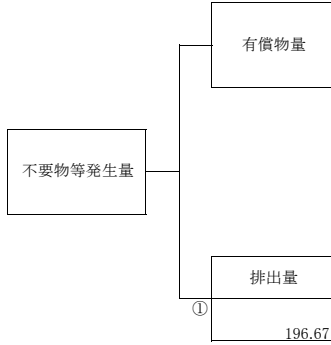 有償物量
不要物等発生量
排出量
①
196.67